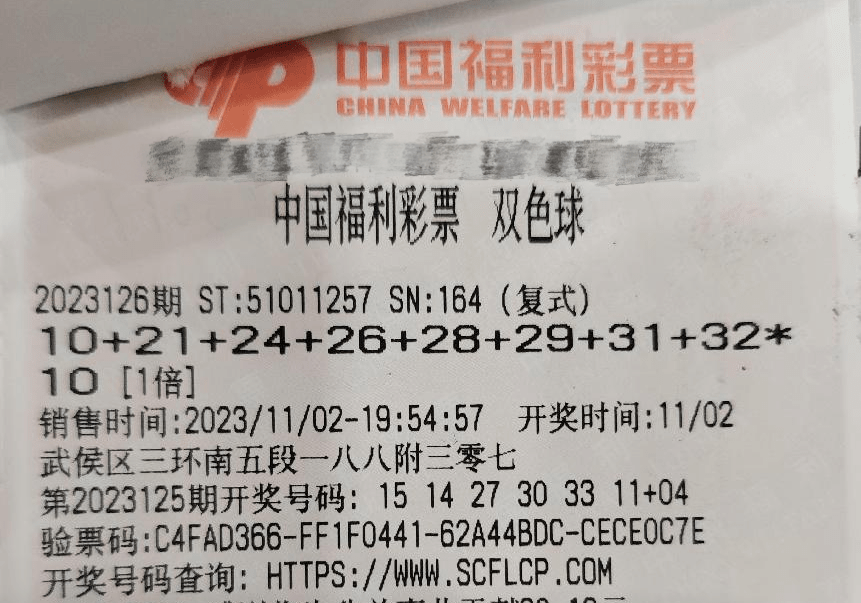 中国福利彩票
CHINA WELFARE LOTTERY
中国福利彩票 双色球
2023126期 ST:51011257 SN:164 (复式)
10+21+24+26+28+29+31+32*
10 [1倍]
销售时间:2023/11/02-19:54:57 开奖时间:11/02
武侯区三环南五段一八八附三零七
第2023125期开奖号码: 15 14 27 30 33 11+04
验票码:C4FAD366-FF1F0441-62A44BDC-CECE0C7E
开奖号码查询: HTTPS://WWW.SCFLCP.COM